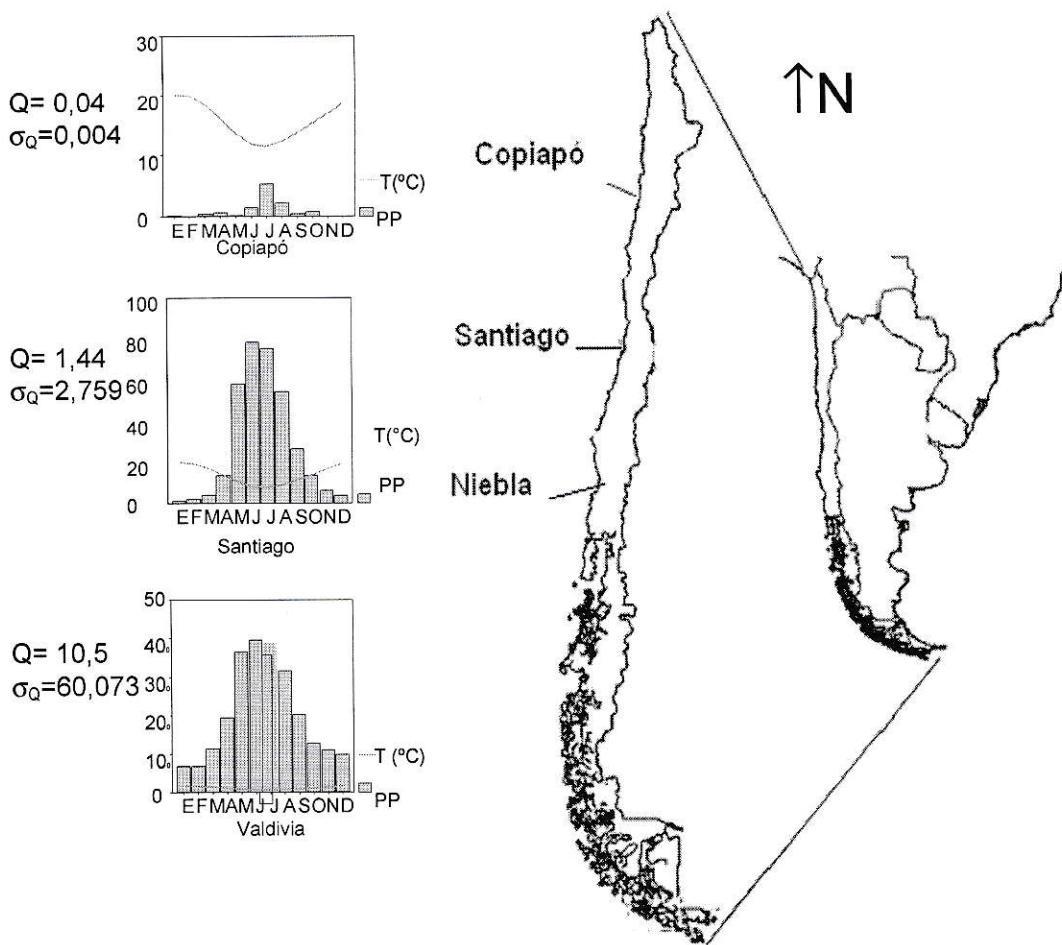 30
20
10
0
Q= 0,04
σQ=0,004
T(ºC)
PP
EFMAMJJASOND
Copiapó
100
80
60
40
20
0
Q= 1,44
σQ=2,759
T(°C)
PP
EFMAMJJASOND
Santiago
50
40
30
20
10
0
Q= 10,5
σQ=60,073
T (ºC)
PP
EFMAMJJASOND
Valdivia
↑N
Copiapó
Santiago
Niebla